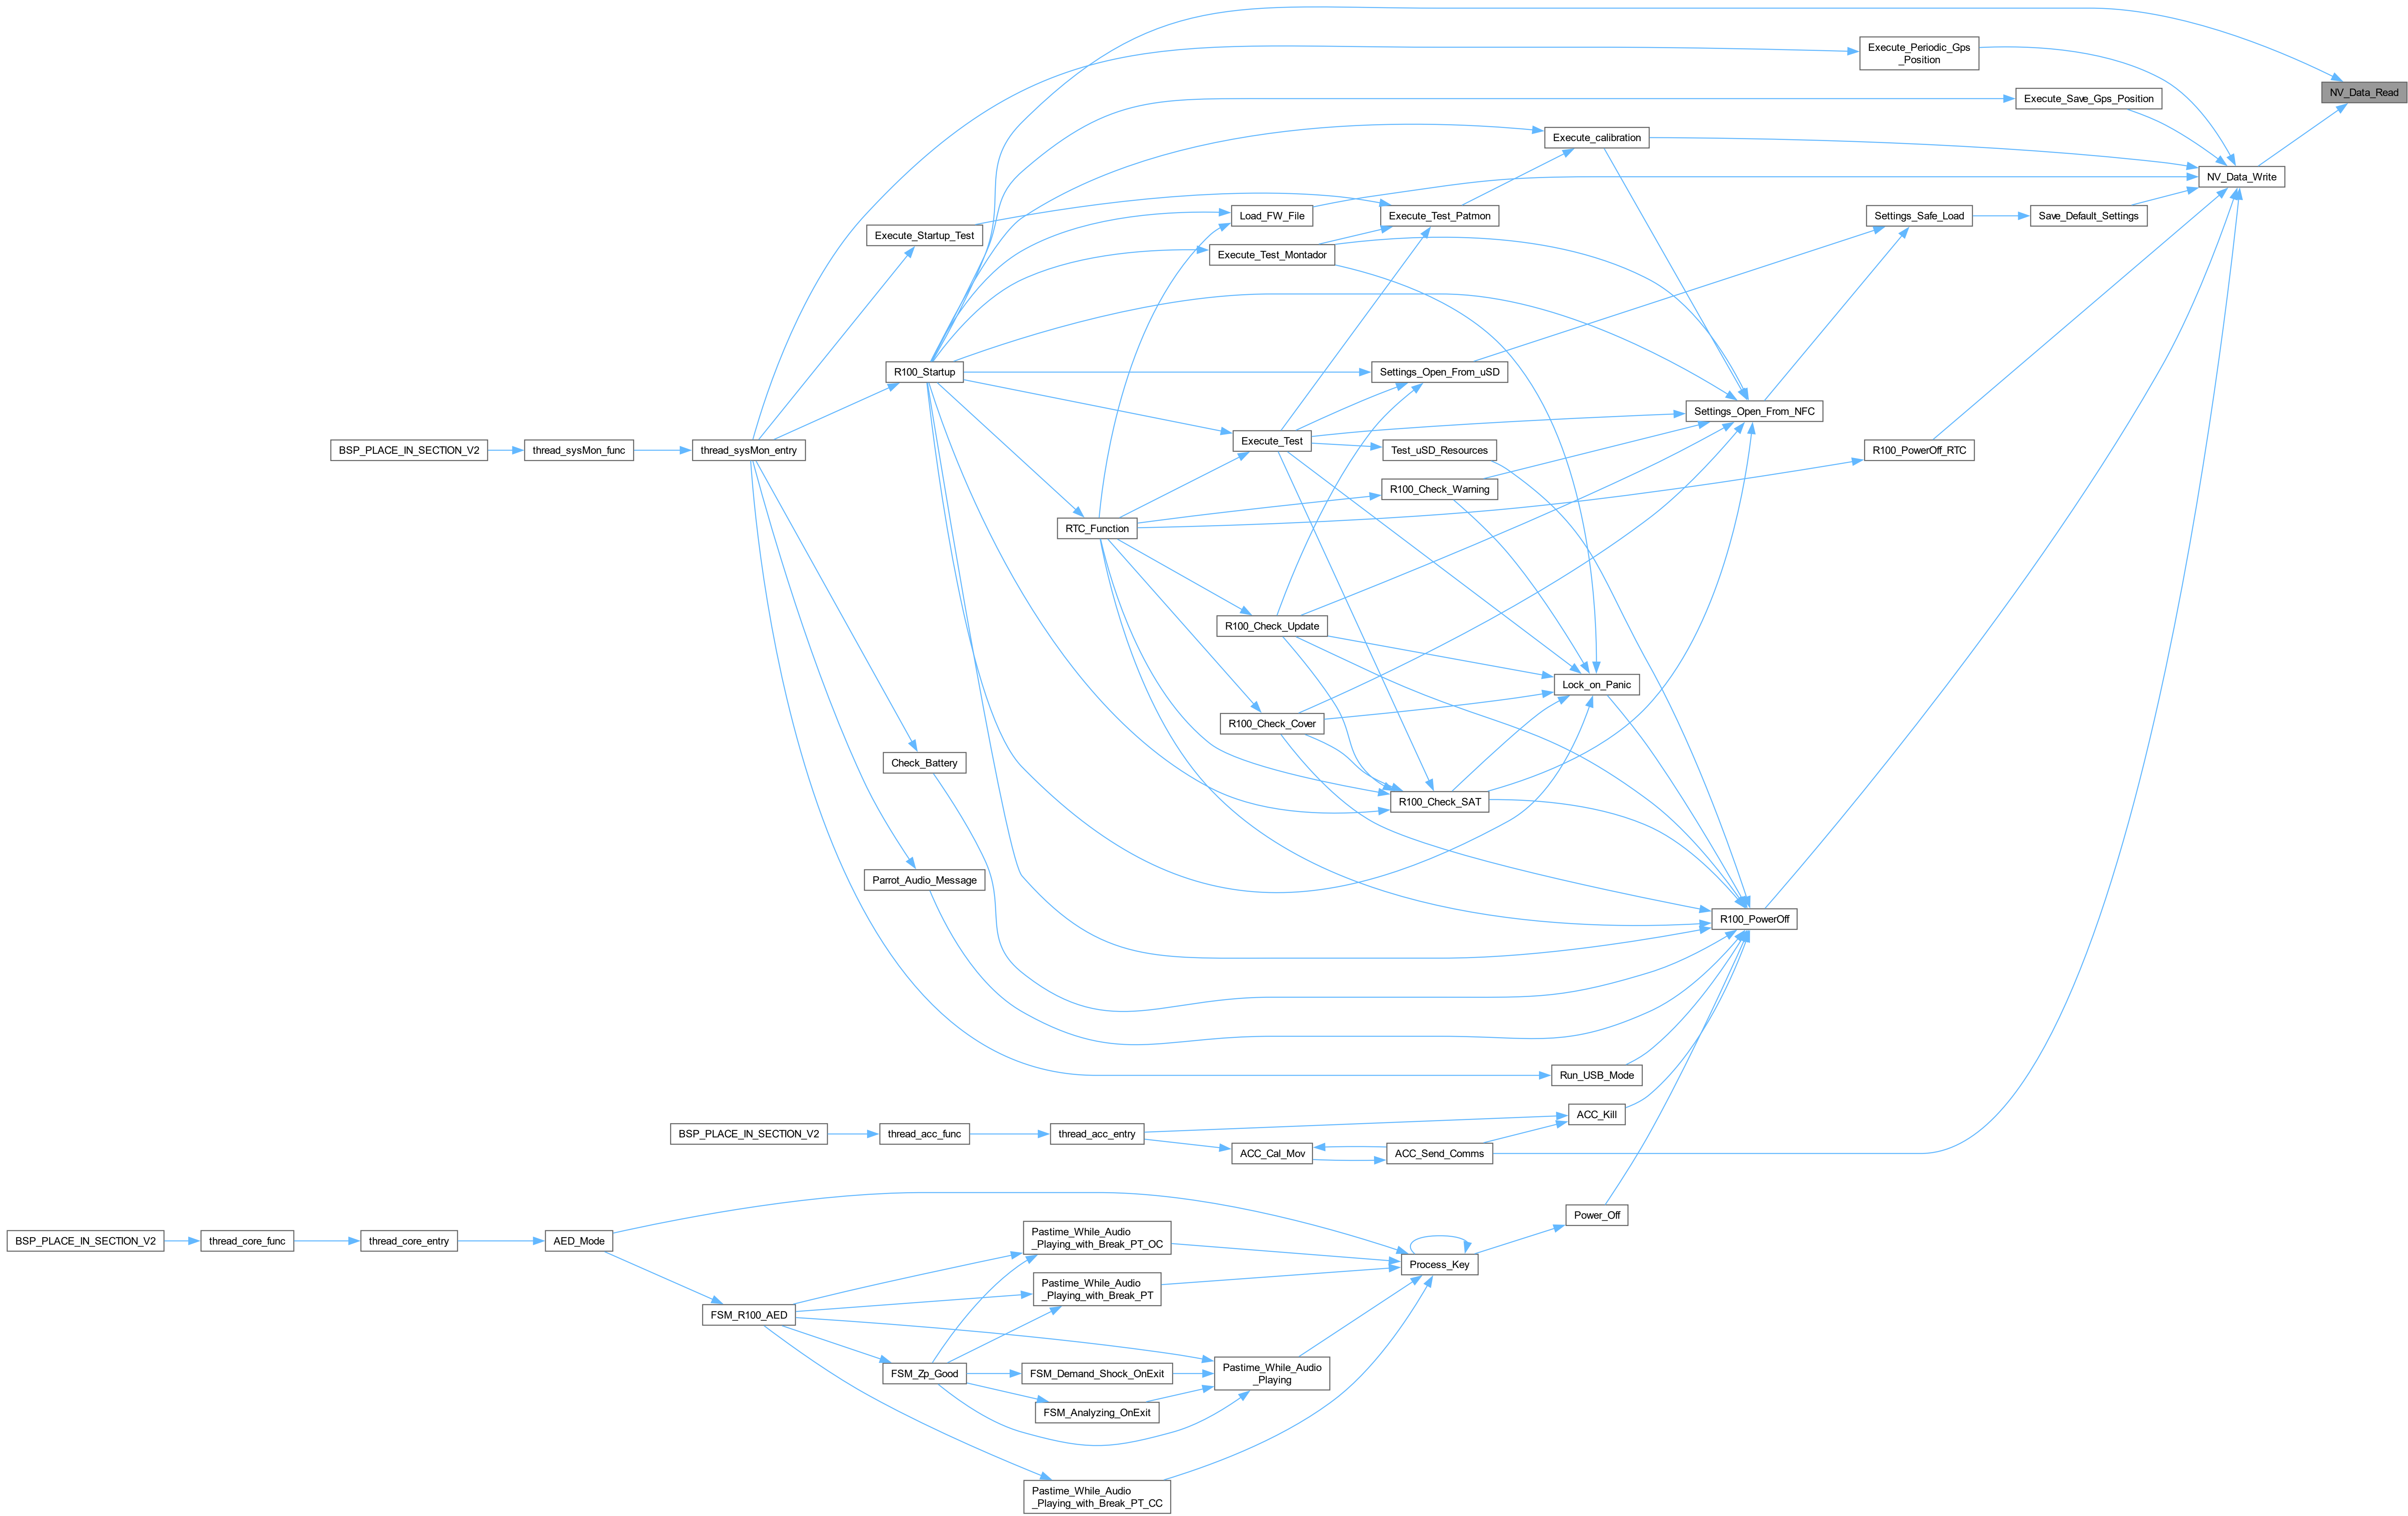 Execute_Periodic_Gps
_Position
NV_Data_Read
Execute_Save_Gps_Position
Execute_calibration
NV_Data_Write
Load_FW_File
Execute_Test_Patmon
Settings_Safe_Load
Save_Default_Settings
Execute_Startup_Test
Execute_Test_Montador
R100_Startup
Settings_Open_From_uSD
Settings_Open_From_NFC
Execute_Test
BSP_PLACE_IN_SECTION_V2
thread_sysMon_func
thread_sysMon_entry
Test_uSD_Resources
R100_PowerOff_RTC
R100_Check_Warning
RTC_Function
R100_Check_Update
Lock_on_Panic
R100_Check_Cover
Check_Battery
R100_Check_SAT
Parrot_Audio_Message
R100_PowerOff
Run_USB_Mode
ACC_Kill
BSP_PLACE_IN_SECTION_V2
thread_acc_func
thread_acc_entry
ACC_Cal_Mov
ACC_Send_Comms
Power_Off
BSP_PLACE_IN_SECTION_V2
thread_core_func
thread_core_entry
AED_Mode
Pastime_While_Audio
_Playing_with_Break_PT_OC
Process_Key
Pastime_While_Audio
_Playing_with_Break_PT
FSM_R100_AED
FSM_Zp_Good
FSM_Demand_Shock_OnExit
Pastime_While_Audio
_Playing
FSM_Analyzing_OnExit
Pastime_While_Audio
_Playing_with_Break_PT_CC